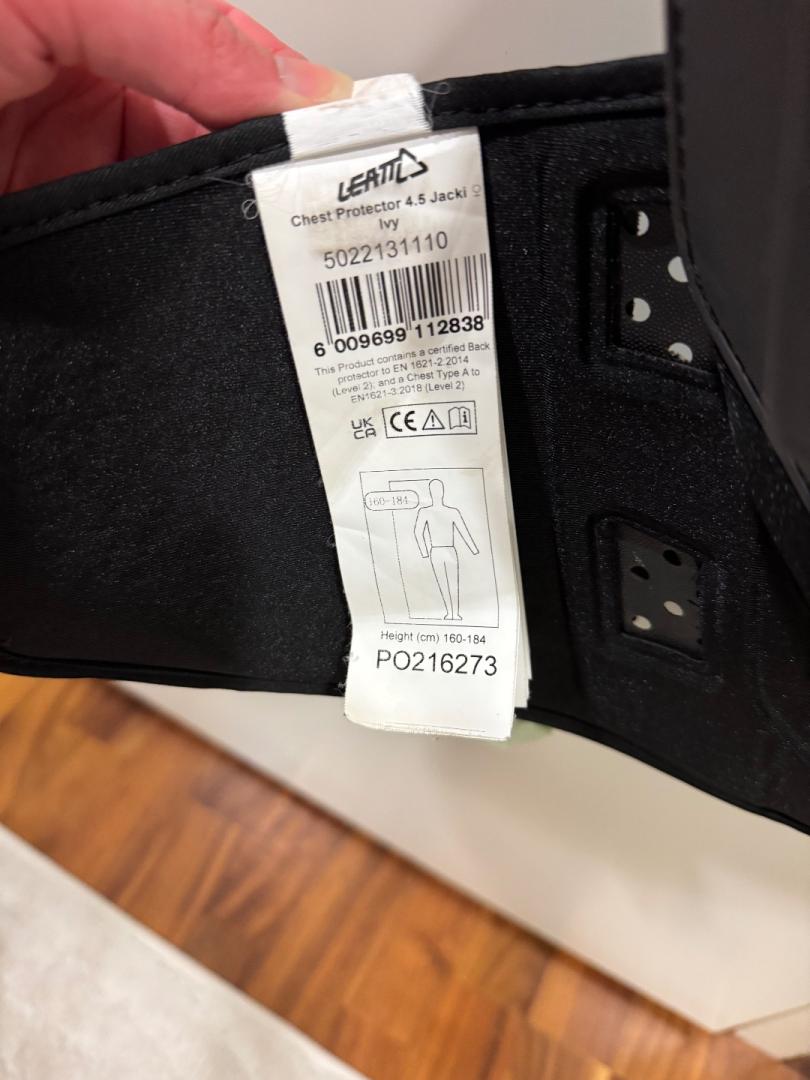 LEATT
Chest Protector 4.5 Jacki ♀
Ivy
5022131110
6 009699 112838
This Product contains a certified Back
protector to EN 1621-2:2014
(Level 2); and a Chest Type A to
EN1621-3:2018 (Level 2)
UK
CA
CE
160-184
Height (cm) 160-184
PO216273